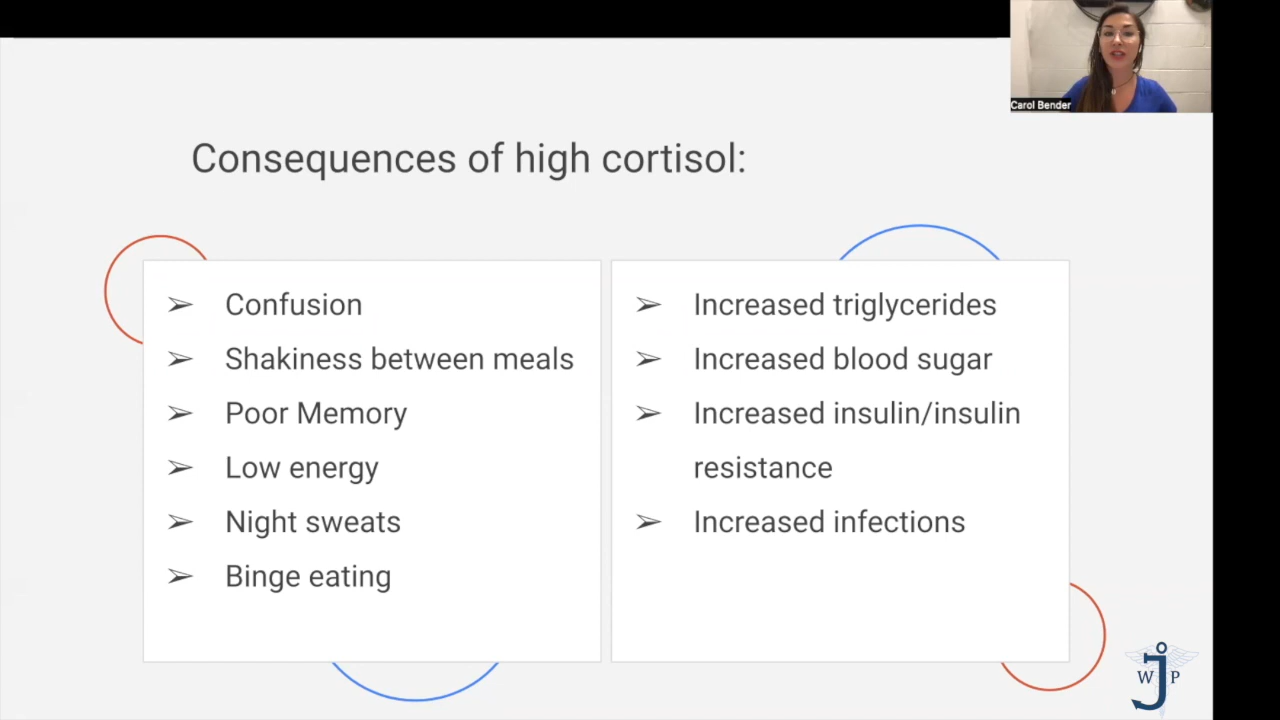 Carol Bender
Consequences of high cortisol:
➢ Confusion
➢ Shakiness between meals
➢ Poor Memory
➢ Low energy
➢ Night sweats
➢ Binge eating
➢ Increased triglycerides
➢ Increased blood sugar
➢ Increased insulin/insulin
resistance
➢ Increased infections
W J P